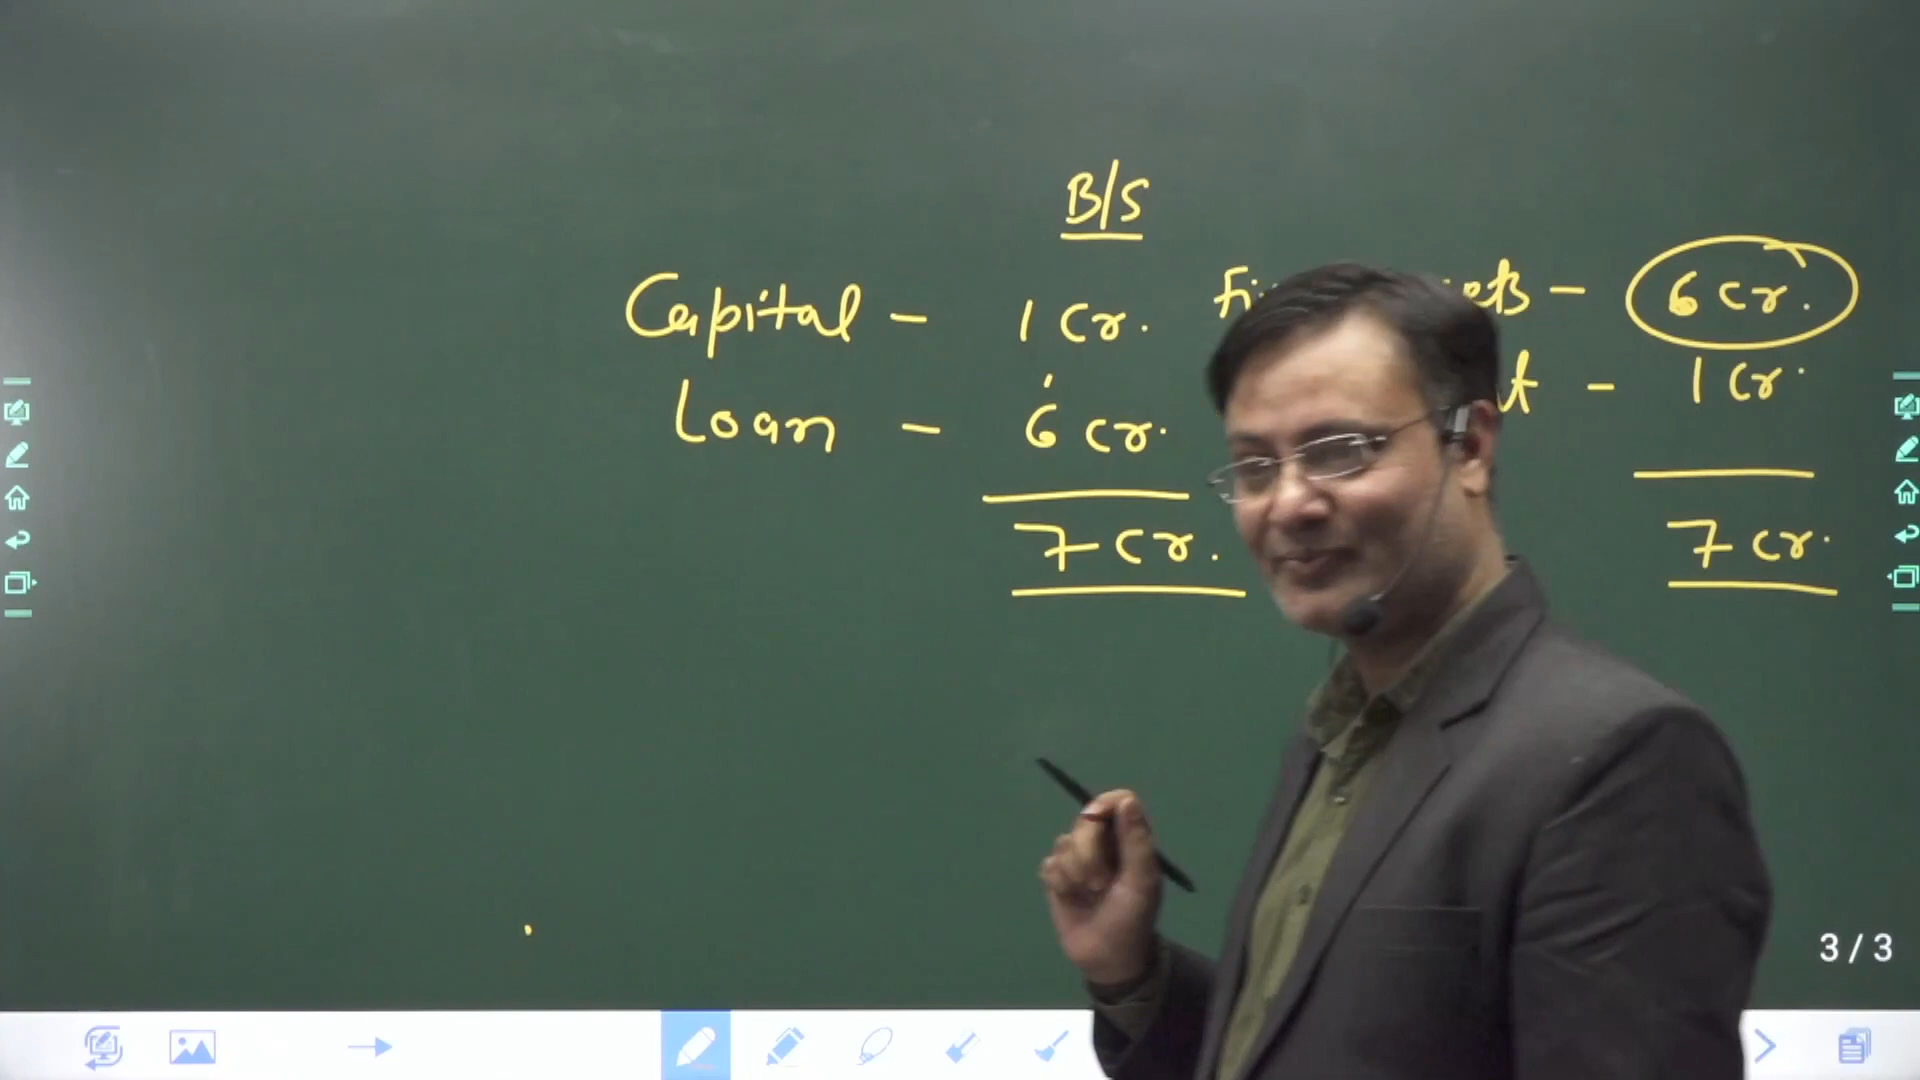 B/S
Capital - 1 Cr. - 6 Cr.
Loan - 6 Cr. - 1 Cr.
7 Cr. 7 Cr.
3 / 3